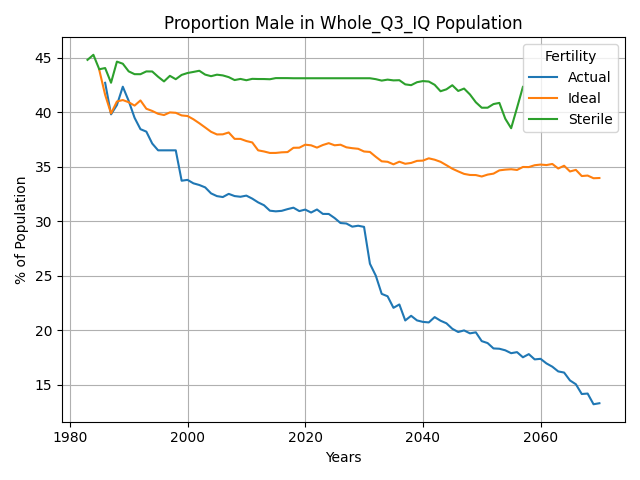 Proportion Male in Whole_Q3_IQ Population
% of Population
45
40
35
30
25
20
15
1980
2000
2020
2040
2060
Years
Fertility
Actual
Ideal
Sterile